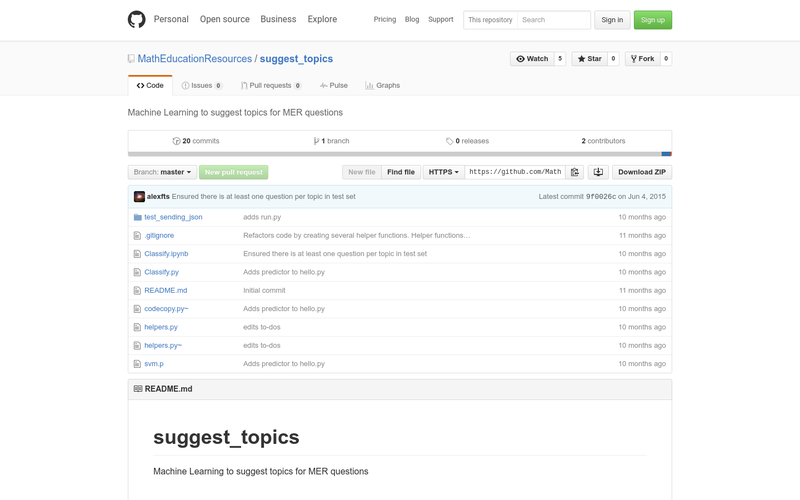 Personal Open source Business Explore Pricing Blog Support This repository Search Sign in Sign up
MathEducationResources / suggest_topics Watch 5 Star 0 Fork 0
Code Issues 0 Pull requests 0 Pulse Graphs
Machine Learning to suggest topics for MER questions
20 commits 1 branch 0 releases 2 contributors
Branch: master New pull request New file Find file HTTPS https://github.com/Math Download ZIP
alexfts Ensured there is at least one question per topic in test set Latest commit 9f0026c on Jun 4, 2015
test_sending_json adds run.py 10 months ago
.gitignore Refactors code by creating several helper functions. Helper functions… 11 months ago
Classify.ipynb Ensured there is at least one question per topic in test set 10 months ago
Classify.py Adds predictor to hello.py 10 months ago
README.md Initial commit 11 months ago
codecopy.py~ Adds predictor to hello.py 10 months ago
helpers.py edits to-dos 10 months ago
helpers.py~ edits to-dos 10 months ago
svm.p Adds predictor to hello.py 10 months ago
README.md
suggest_topics
Machine Learning to suggest topics for MER questions